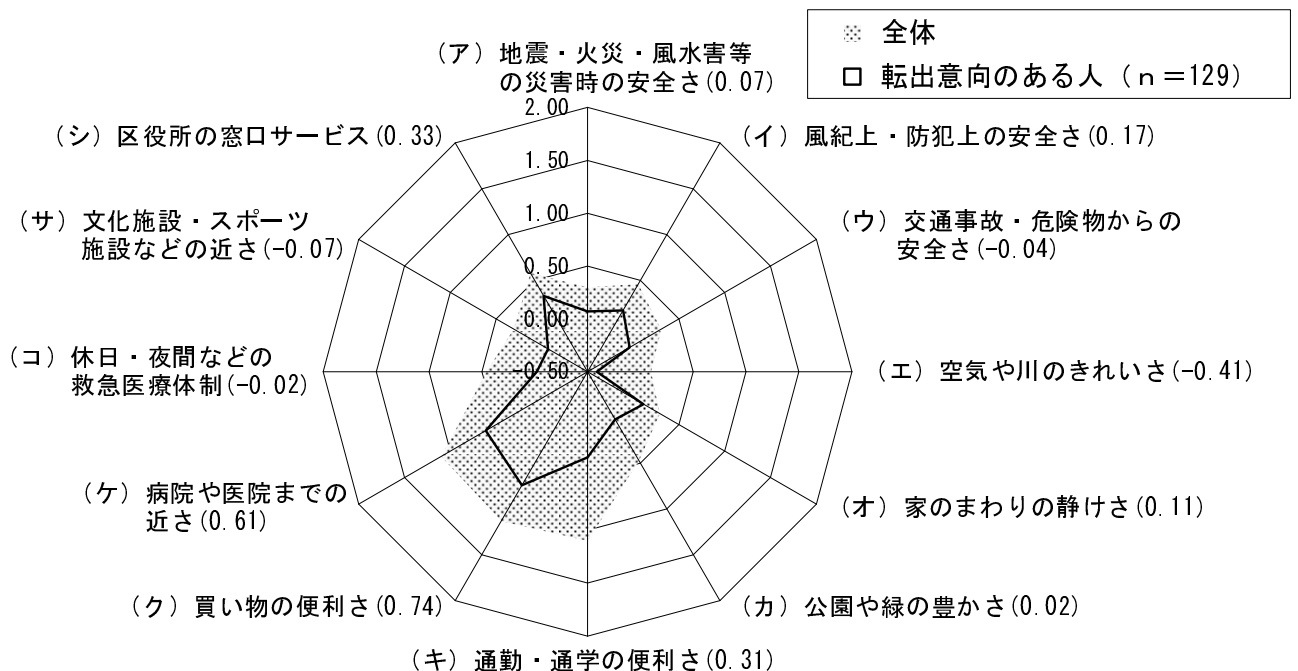 全体
転出意向のある人（ｎ＝129）
（ア）地震・火災・風水害等
の災害時の安全さ(0.07)
（イ）風紀上・防犯上の安全さ(0.17)
（ウ）交通事故・危険物からの
安全さ(-0.04)
（エ）空気や川のきれいさ(-0.41)
（オ）家のまわりの静けさ(0.11)
（カ）公園や緑の豊かさ(0.02)
（キ）通勤・通学の便利さ(0.31)
（ク）買い物の便利さ(0.74)
（ケ）病院や医院までの
近さ(0.61)
（コ）休日・夜間などの
救急医療体制(-0.02)
（サ）文化施設・スポーツ
施設などの近さ(-0.07)
（シ）区役所の窓口サービス(0.33)
2.00
1.50
1.00
0.50
0.00
-0.50